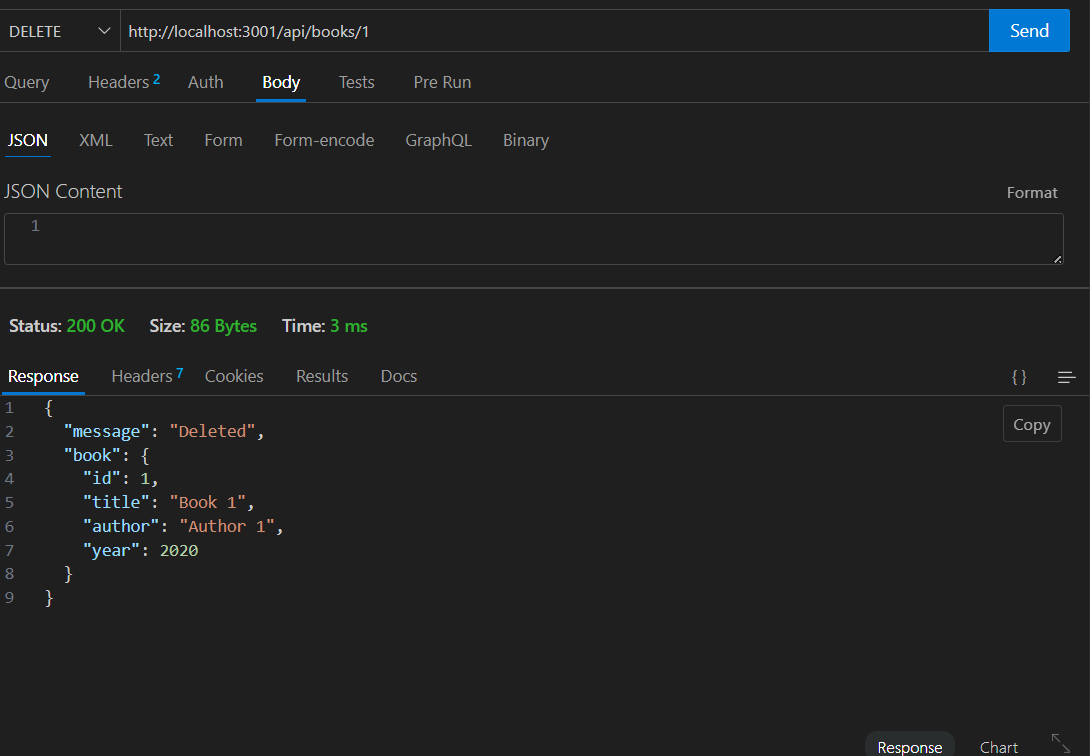 DELETE http://localhost:3001/api/books/1 Send
Query Headers 2 Auth Body Tests Pre Run
JSON XML Text Form Form-encode GraphQL Binary
JSON Content Format
1
Status: 200 OK Size: 86 Bytes Time: 3 ms
Response Headers 7 Cookies Results Docs {}
1 {
Copy
2 "message": "Deleted",
3 "book": {
4 "id": 1,
5 "title": "Book 1",
6 "author": "Author 1",
7 "year": 2020
8 }
9 }
Response Chart